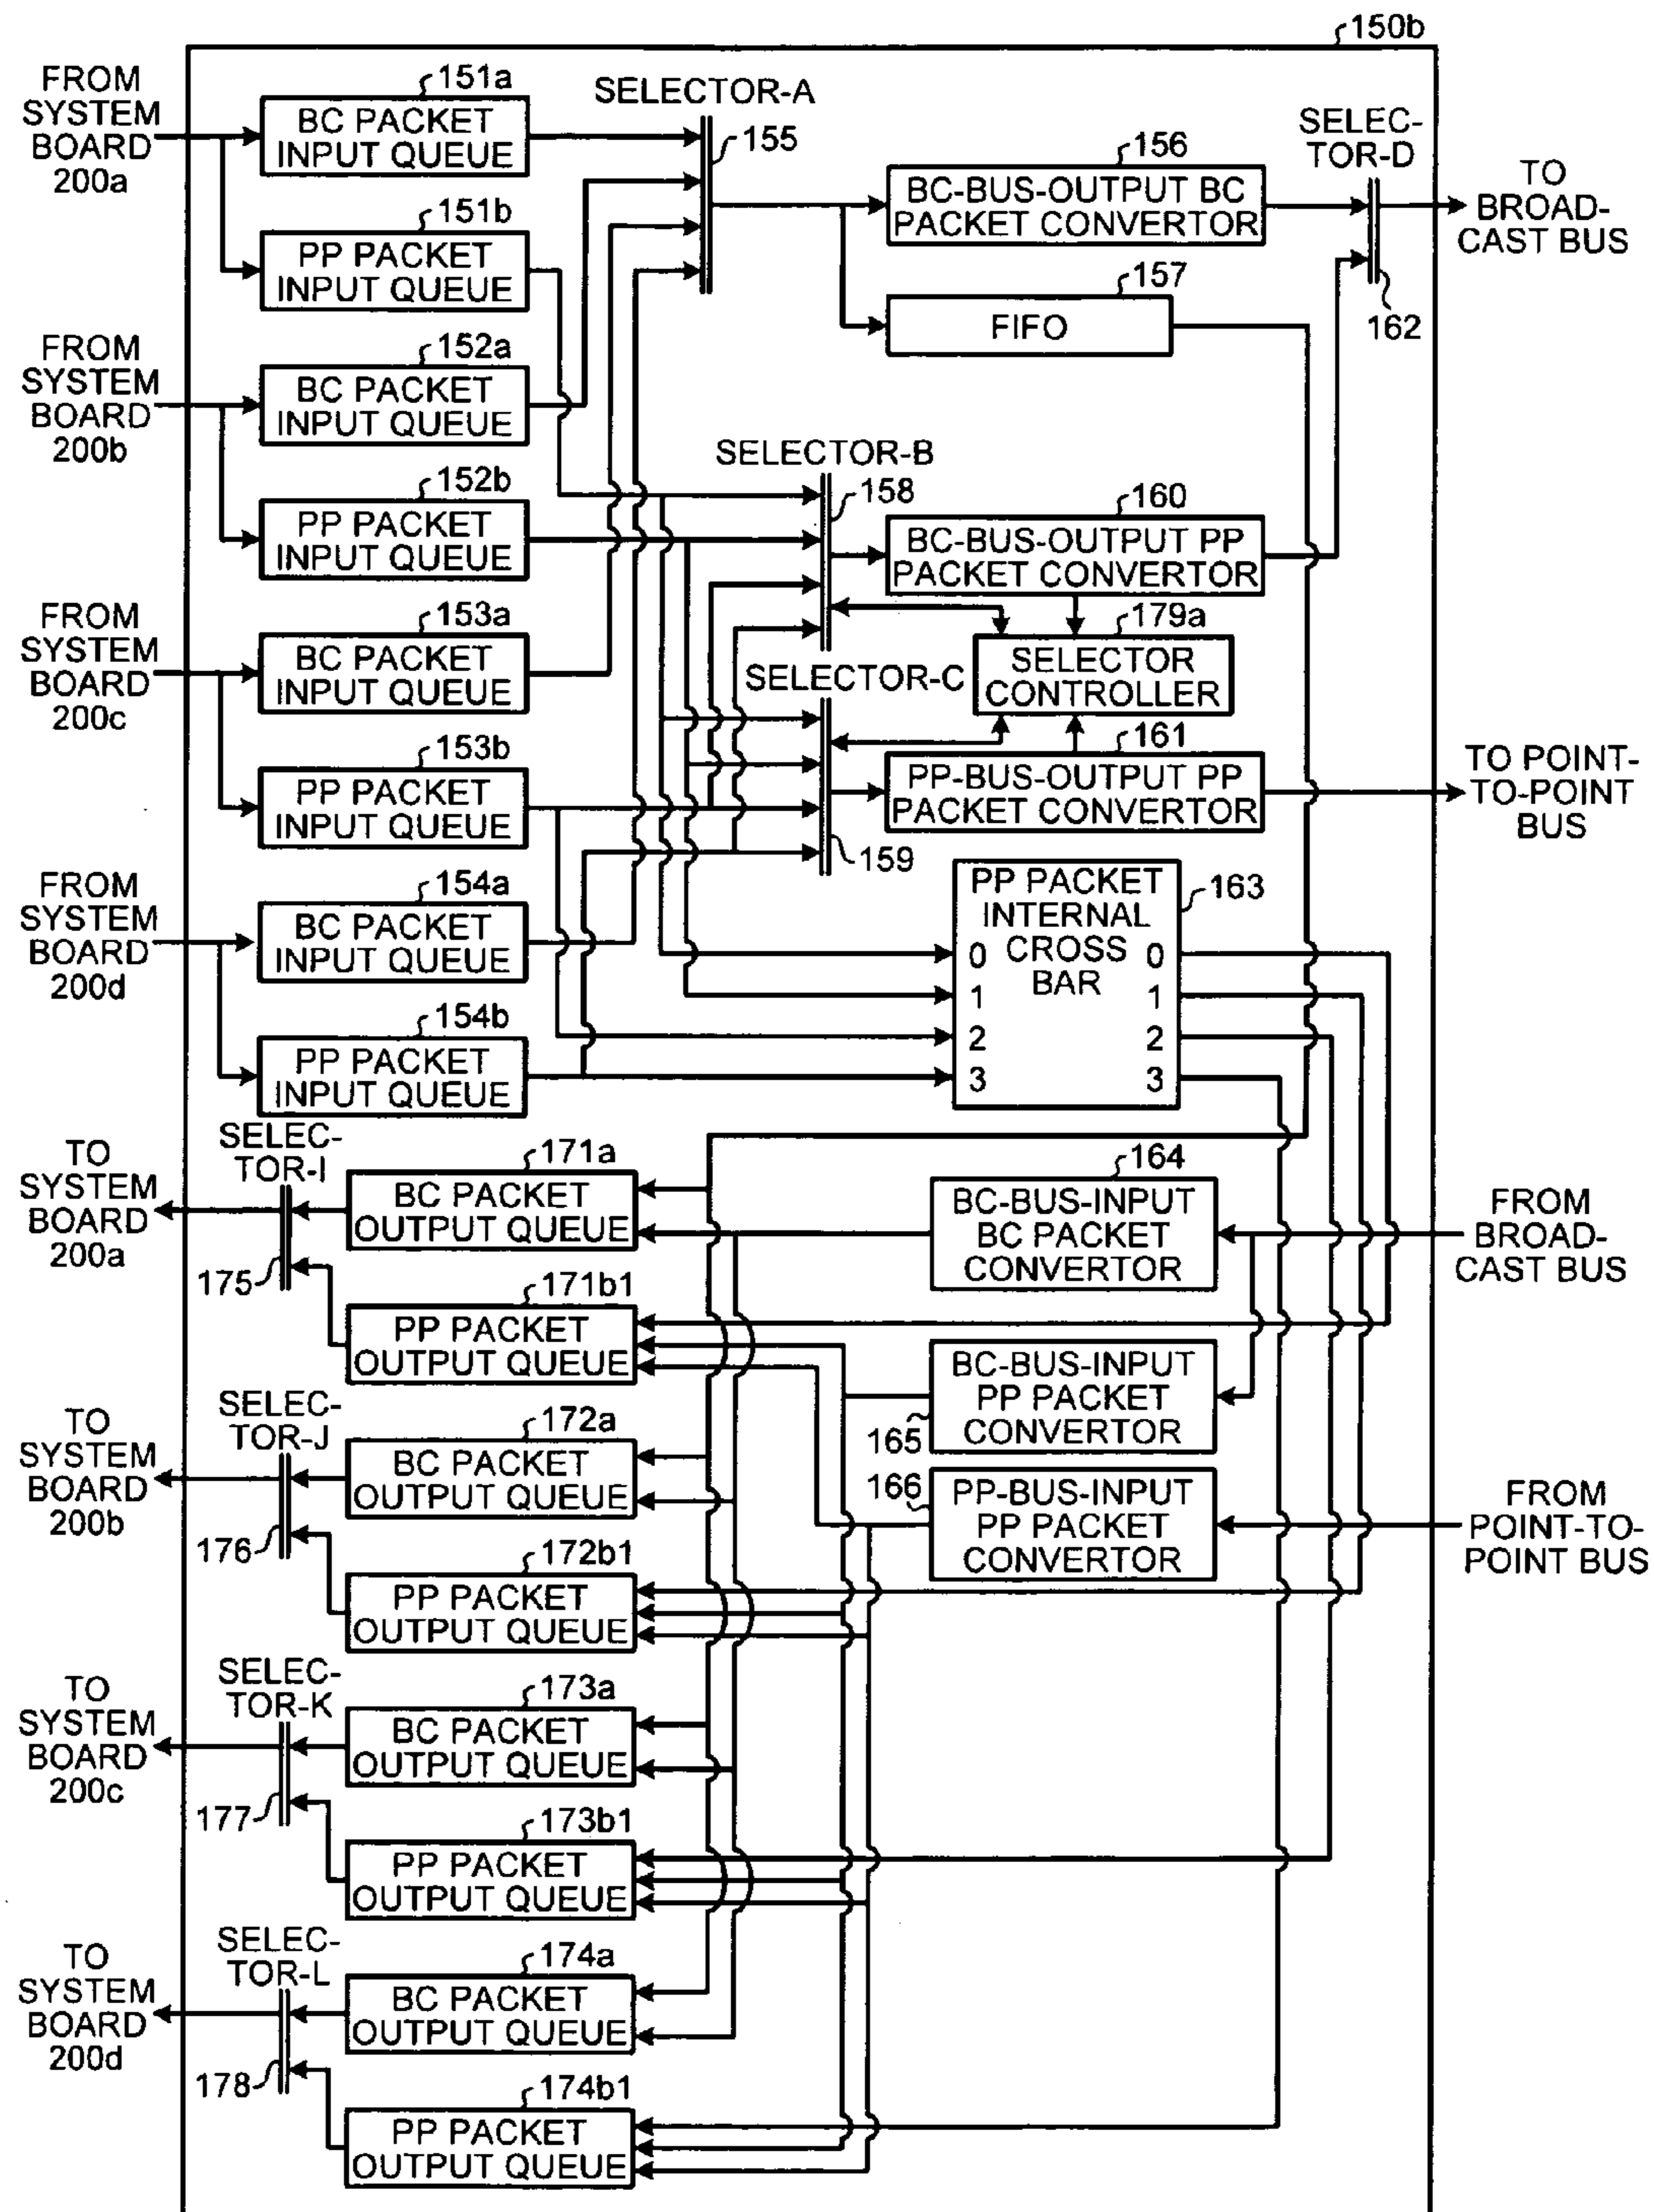 150b
FROM
SYSTEM
BOARD
200a
151a
BC PACKET
INPUT QUEUE
151b
PP PACKET
INPUT QUEUE
SELECTOR-A
155
156
BC-BUS-OUTPUT BC
PACKET CONVERTOR
157
FIFO
SELEC-
TOR-D
162
TO
BROAD-
CAST BUS
FROM
SYSTEM
BOARD
200b
152a
BC PACKET
INPUT QUEUE
152b
PP PACKET
INPUT QUEUE
SELECTOR-B
158
160
BC-BUS-OUTPUT PP
PACKET CONVERTOR
179a
SELECTOR
CONTROLLER
FROM
SYSTEM
BOARD
200c
153a
BC PACKET
INPUT QUEUE
153b
PP PACKET
INPUT QUEUE
SELECTOR-C
159
161
PP-BUS-OUTPUT PP
PACKET CONVERTOR
TO POINT-
TO-POINT
BUS
FROM
SYSTEM
BOARD
200d
154a
BC PACKET
INPUT QUEUE
154b
PP PACKET
INPUT QUEUE
PP PACKET
INTERNAL
CROSS
BAR
163
0 0
1 1
2 2
3 3
TO
SYSTEM
BOARD
200a
SELEC-
TOR-I
175
171a
BC PACKET
OUTPUT QUEUE
171b1
PP PACKET
OUTPUT QUEUE
164
BC-BUS-INPUT
BC PACKET
CONVERTOR
FROM
BROAD-
CAST BUS
165
BC-BUS-INPUT
PP PACKET
CONVERTOR
TO
SYSTEM
BOARD
200b
SELEC-
TOR-J
176
172a
BC PACKET
OUTPUT QUEUE
172b1
PP PACKET
OUTPUT QUEUE
166
PP-BUS-INPUT
PP PACKET
CONVERTOR
FROM
POINT-TO-
POINT BUS
TO
SYSTEM
BOARD
200c
SELEC-
TOR-K
177
173a
BC PACKET
OUTPUT QUEUE
173b1
PP PACKET
OUTPUT QUEUE
TO
SYSTEM
BOARD
200d
SELEC-
TOR-L
178
174a
BC PACKET
OUTPUT QUEUE
174b1
PP PACKET
OUTPUT QUEUE